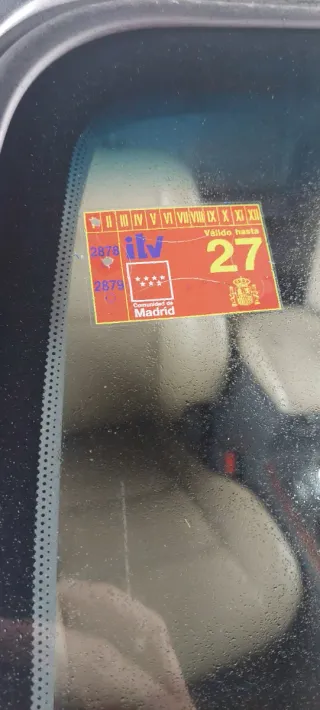 II III IV V VI VII VIII IX X XI XII
Válido hasta
2878 itv 27
2879
Comunidad de
Madrid